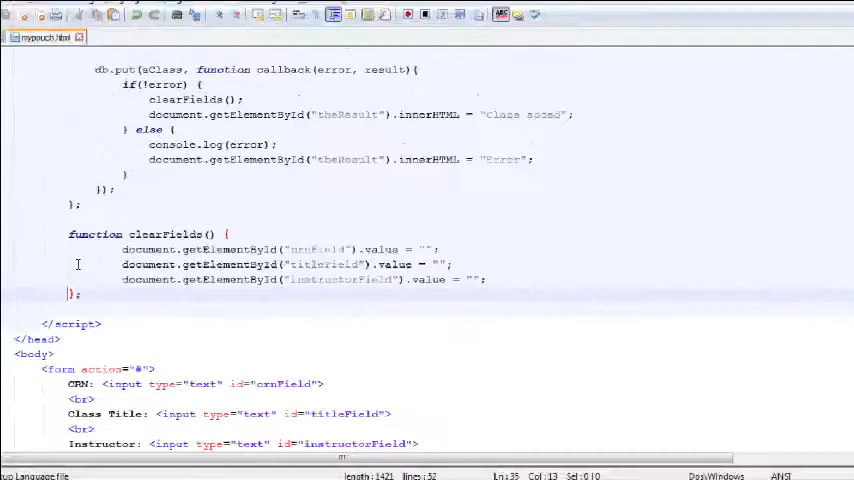 mypouch.html
db.put(aClass, function callback(error, result){
if(!error) {
clearFields();
document.getElementById("theResult").innerHTML = "Class added";
} else {
console.log(error);
document.getElementById("theResult").innerHTML = "Error";
}
});
};
function clearFields() {
document.getElementById("crnField").value = "";
document.getElementById("titleField").value = "";
document.getElementById("instructorField").value = "";
};
</script>
</head>
<body>
<form action="#">
CRN: <input type="text" id="crnField">
<br>
Class Title: <input type="text" id="titleField">
<br>
Instructor: <input type="text" id="instructorField">
up Language file length : 1421 lines : 52 Ln : 35 Col : 13 Sel : 0 | 0 Dos\Windows ANSI